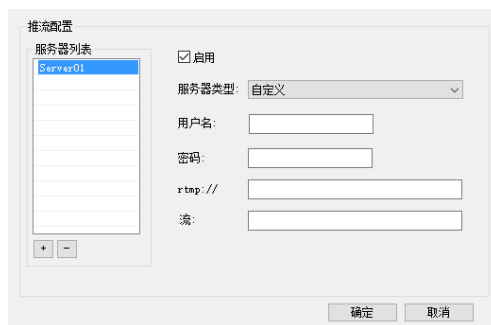 推流配置
服务器列表
Server01
+ -
启用
服务器类型: 自定义
用户名:
密码:
rtmp://
流:
确定 取消